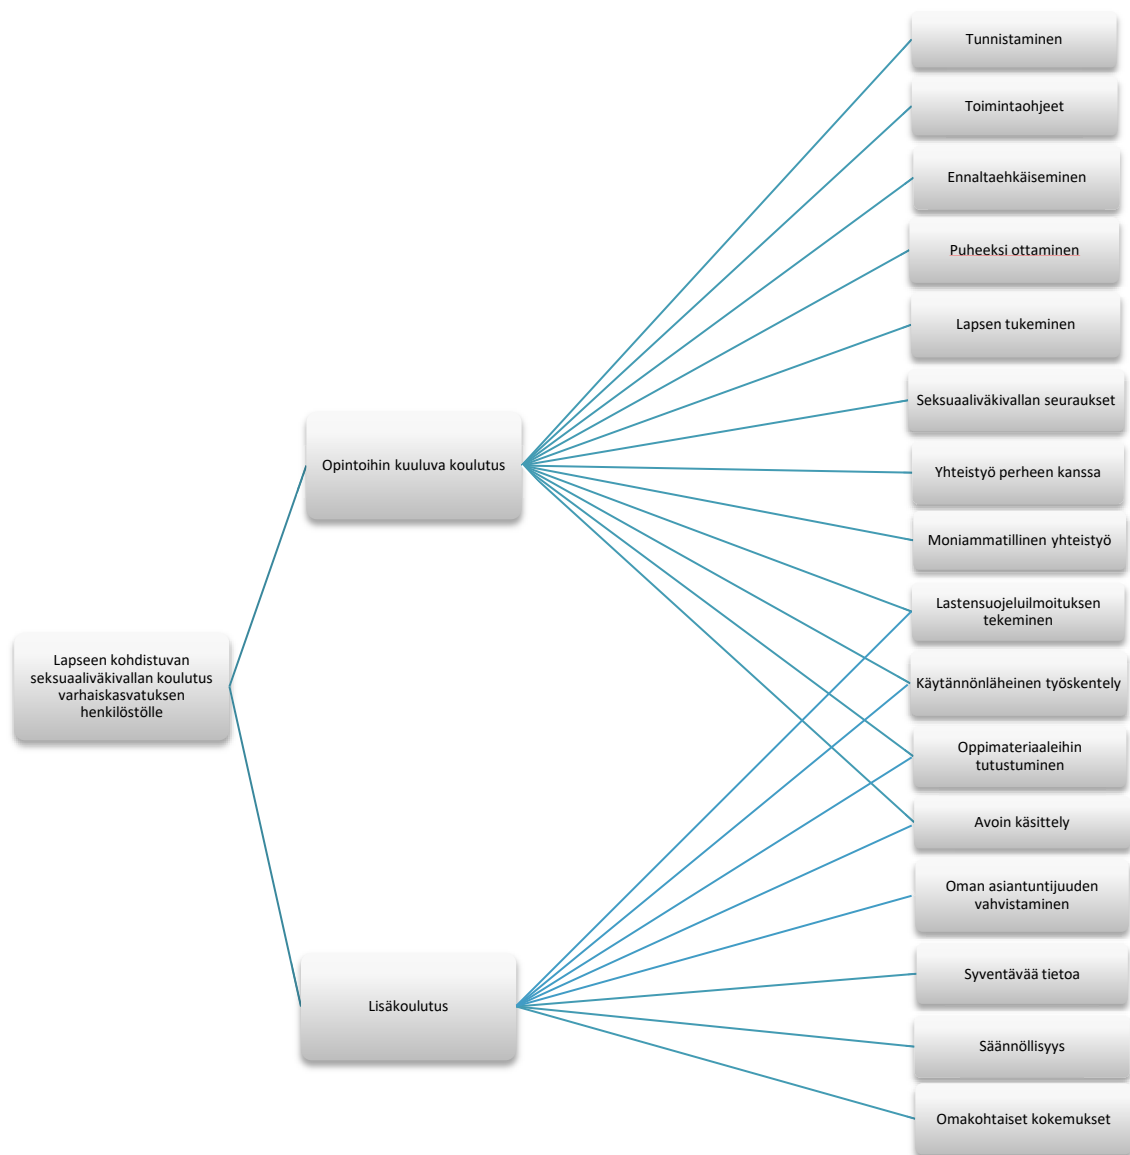 Tunnistaminen
Toimintaohjeet
Ennaltaehkäiseminen
Puheeksi ottaminen
Lapsen tukeminen
Seksuaaliväkivallan seuraukset
Opintoihin kuuluva koulutus
Yhteistyö perheen kanssa
Moniammatillinen yhteistyö
Lastensuojeluilmoituksen
tekeminen
Lapseen kohdistuvan
seksuaaliväkivallan koulutus
varhaiskasvatuksen
henkilöstölle
Käytännönläheinen työskentely
Oppimateriaaleihin
tutustuminen
Avoin käsittely
Oman asiantuntijuuden
vahvistaminen
Syventävää tietoa
Lisäkoulutus
Säännöllisyys
Omakohtaiset kokemukset